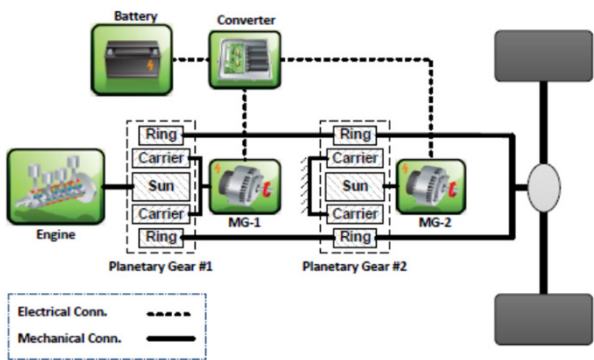 Battery
Converter
Ring
Ring
Carrier
Carrier
Sun
Sun
Carrier
Carrier
Engine
MG-1
MG-2
Ring
Ring
Planetary Gear #1
Planetary Gear #2
Electrical Conn.
Mechanical Conn.